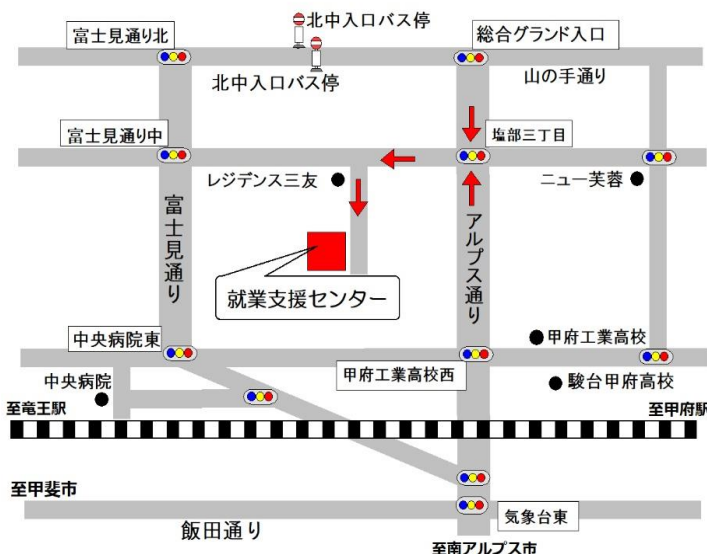 北中入口バス停
富士見通り北
総合グランド入口
北中入口バス停
山の手通り
富士見通り中
塩部三丁目
レジデンス三友
ニュー芙蓉
富士見通り
アルプス通り
就業支援センター
中央病院東
甲府工業高校西
甲府工業高校
中央病院
駿台甲府高校
至竜王駅
至甲府駅
至甲斐市
飯田通り
気象台東
至南アルプス市